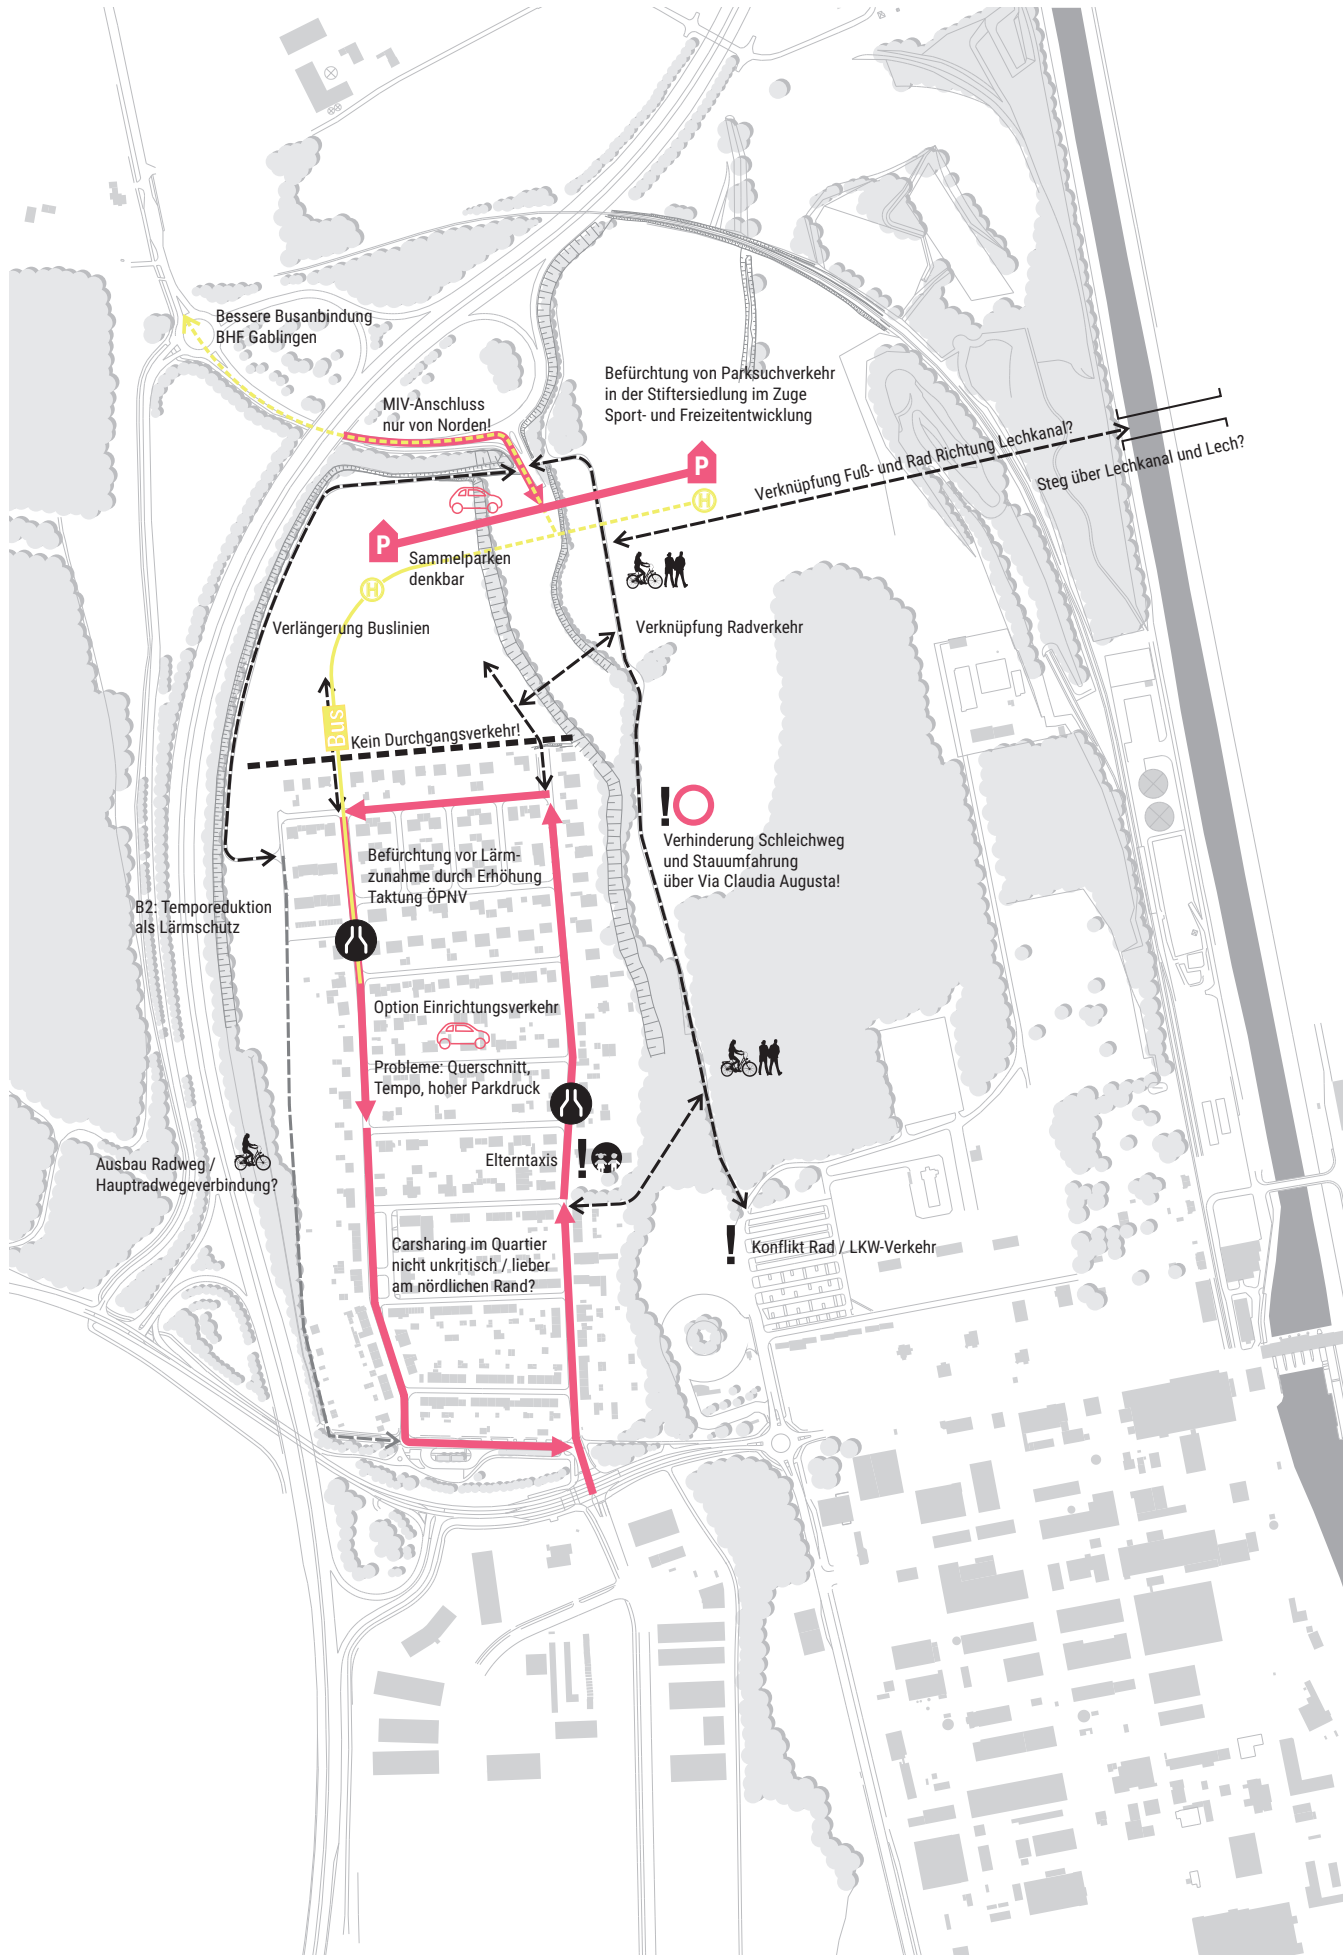 Bessere Busanbindung
BHF Gablingen
MIV-Anschluss
nur von Norden!
Befürchtung von Parksuchverkehr
in der Stiftersiedlung im Zuge
Sport- und Freizeitentwicklung
Verknüpfung Fuß- und Rad Richtung Lechkanal?
Steg über Lechkanal und Lech?
P
H
P
Sammelparken
denkbar
H
Verlängerung Buslinien
Verknüpfung Radverkehr
Bus
Kein Durchgangsverkehr!
!
Verhinderung Schleichweg
und Stauumfahrung
über Via Claudia Augusta!
Befürchtung vor Lärm-
zunahme durch Erhöhung
Taktung ÖPNV
B2: Temporeduktion
als Lärmschutz
Option Einrichtungsverkehr
Probleme: Querschnitt,
Tempo, hoher Parkdruck
Ausbau Radweg /
Hauptradwegeverbindung?
Elterntaxis
!
Carsharing im Quartier
nicht unkritisch / lieber
am nördlichen Rand?
!
Konflikt Rad / LKW-Verkehr